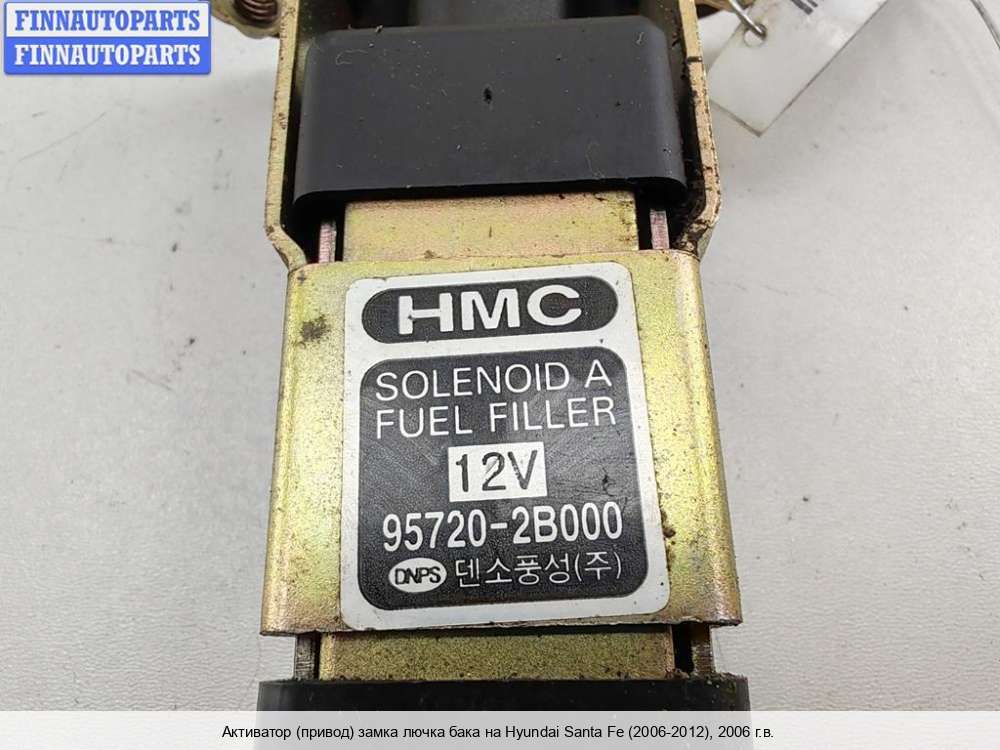 FINNAUTOPARTS
FINNAUTOPARTS
HMC
SOLENOID A
FUEL FILLER
12V
95720-2B000
DNPS 덴소풍성(주)
Активатор (привод) замка лючка бака на Hyundai Santa Fe (2006-2012), 2006 г.в.